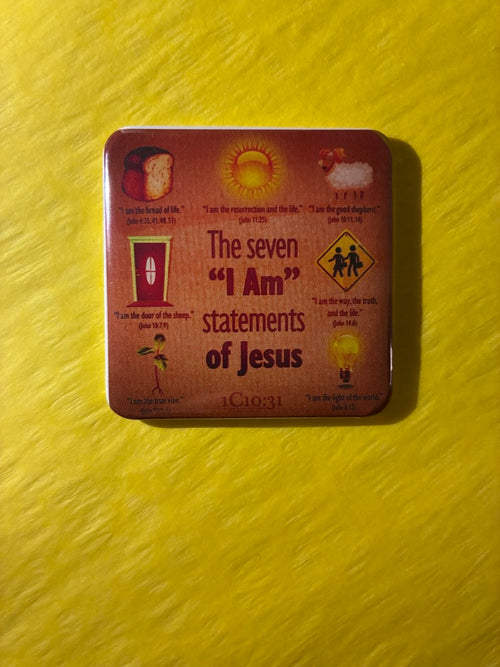 "I am the bread of life."
(John 6:35, 41, 48, 51)
"I am the resurrection and the life."
(John 11:25)
"I am the good shepherd."
(John 10:11, 14)
The seven
"I Am"
statements
of Jesus
"I am the door of the sheep."
(John 10:7,9)
"I am the way, the truth,
and the life."
(John 14:6)
"I am the true vine."
"I am the light of the world."
(John 8:12)
1C10:31